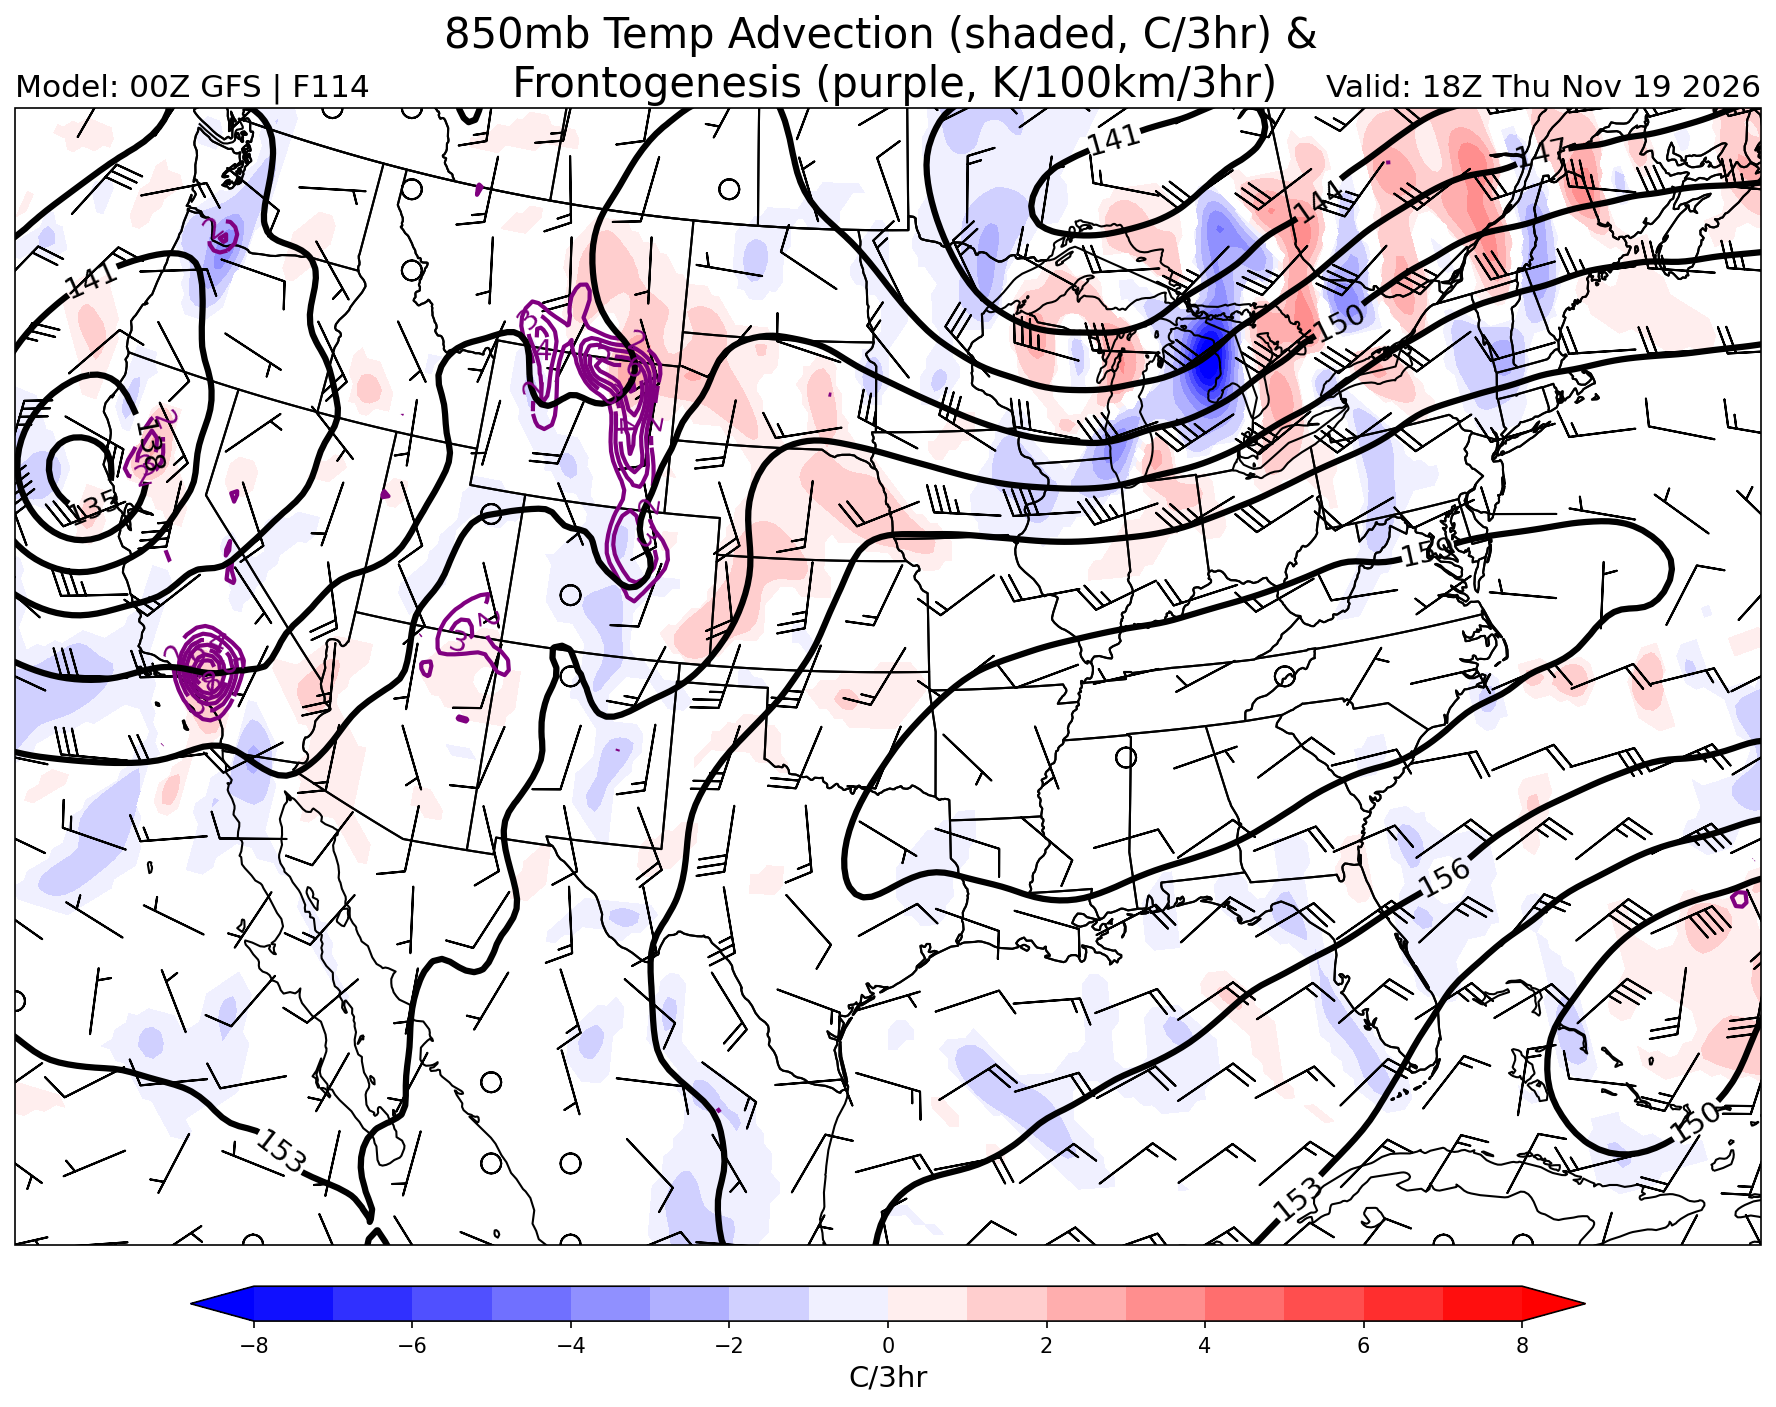 850mb Temp Advection (shaded, C/3hr) &
Model: 00Z GFS | F114
Frontogenesis (purple, K/100km/3hr)
Valid: 18Z Thu Nov 19 2026
141
147
144
141
150
138
135
159
156
153
150
153
−8 −6 −4 −2 0 2 4 6 8
C/3hr